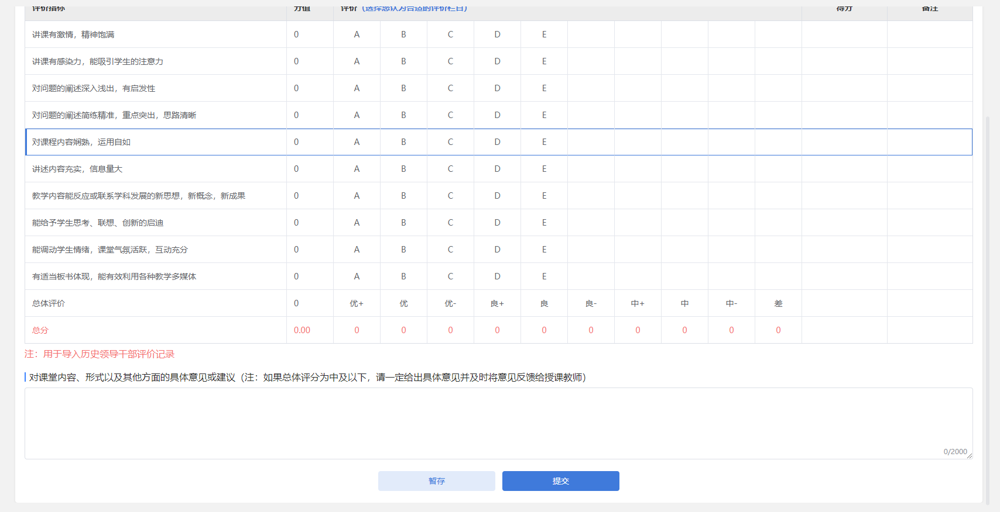 评价指标 分值 评价（选择您认为合适的评价栏目） 得分 备注
讲课有激情，精神饱满 0 A B C D E
讲课有感染力，能吸引学生的注意力 0 A B C D E
对问题的阐述深入浅出，有启发性 0 A B C D E
对问题的阐述简练精准，重点突出，思路清晰 0 A B C D E
对课程内容娴熟，运用自如 0 A B C D E
讲述内容充实，信息量大 0 A B C D E
教学内容能反应或联系学科发展的新思想，新概念，新成果 0 A B C D E
能给予学生思考、联想、创新的启迪 0 A B C D E
能调动学生情绪，课堂气氛活跃，互动充分 0 A B C D E
有适当板书体现，能有效利用各种教学多媒体 0 A B C D E
总体评价 0 优+ 优 优- 良+ 良 良- 中+ 中 中- 差
总分 0.00 0 0 0 0 0 0 0 0 0 0
注：用于导入历史领导干部评价记录
对课堂内容、形式以及其他方面的具体意见或建议（注：如果总体评分为中及以下，请一定给出具体意见并及时将意见反馈给授课教师）
0/2000
暂存 提交